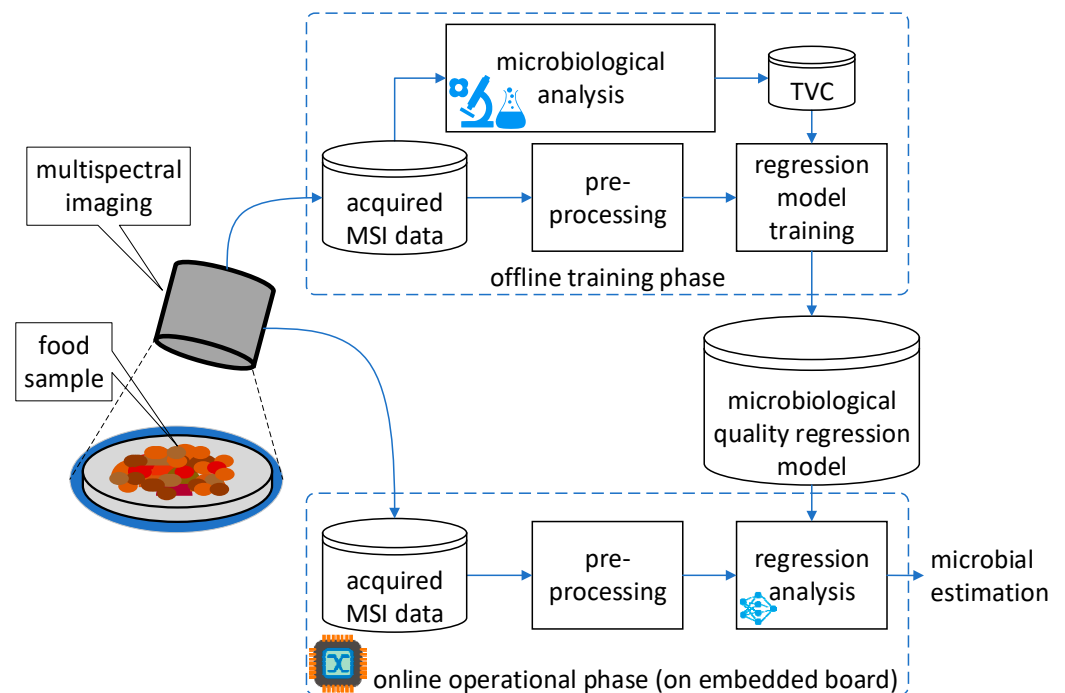 microbiological
analysis
TVC
multispectral
imaging
acquired
MSI data
pre-
processing
regression
model
training
offline training phase
food
sample
microbiological
quality regression
model
acquired
MSI data
pre-
processing
regression
analysis
microbial
estimation
online operational phase (on embedded board)